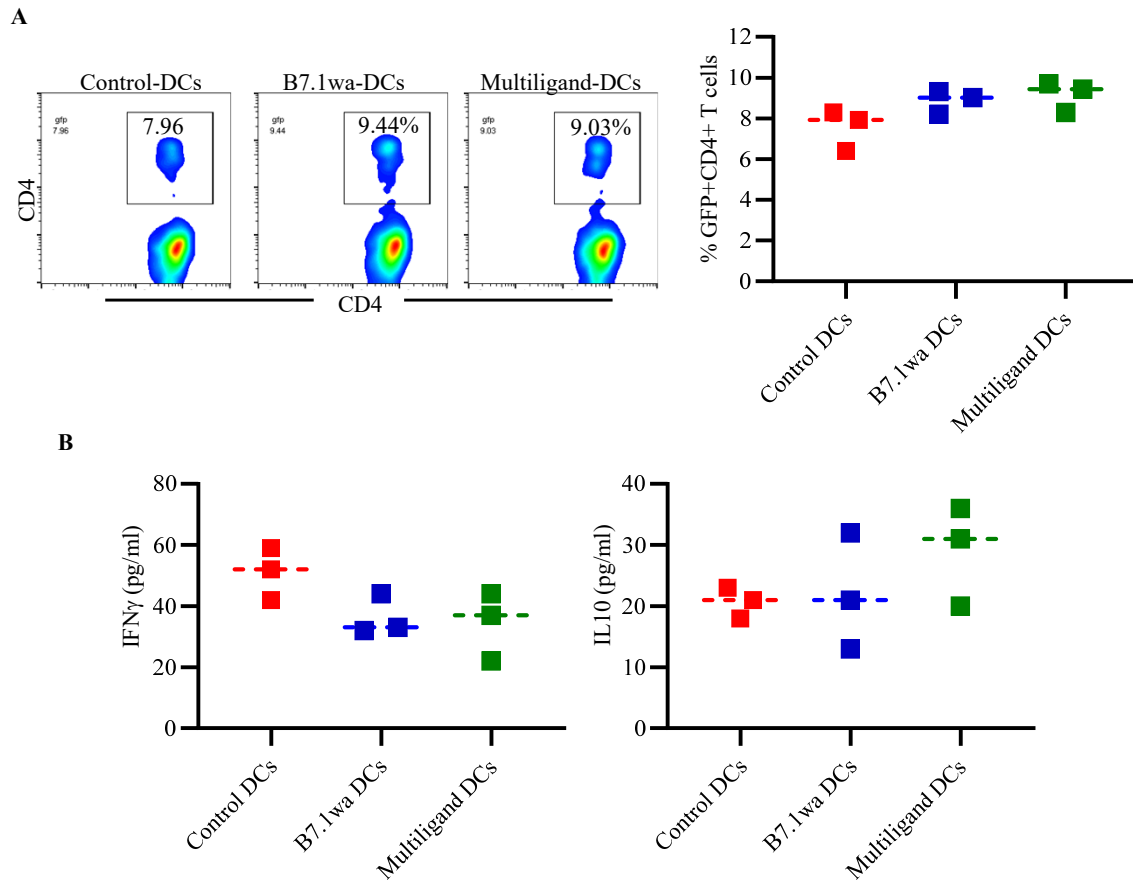 A
Control-DCs B7.1wa-DCs Multiligand-DCs
gfp
7.96
7.96
gfp
9.44
9.44%
gfp
9.03
9.03%
CD4
CD4
% GFP+CD4+ T cells
12
10
8
6
4
2
0
Control DCs
B7.1wa DCs
Multiligand DCs
B
IFNγ (pg/ml)
80
60
40
20
0
Control DCs
B7.1wa DCs
Multiligand DCs
IL10 (pg/ml)
40
30
20
10
0
Control DCs
B7.1wa DCs
Multiligand DCs